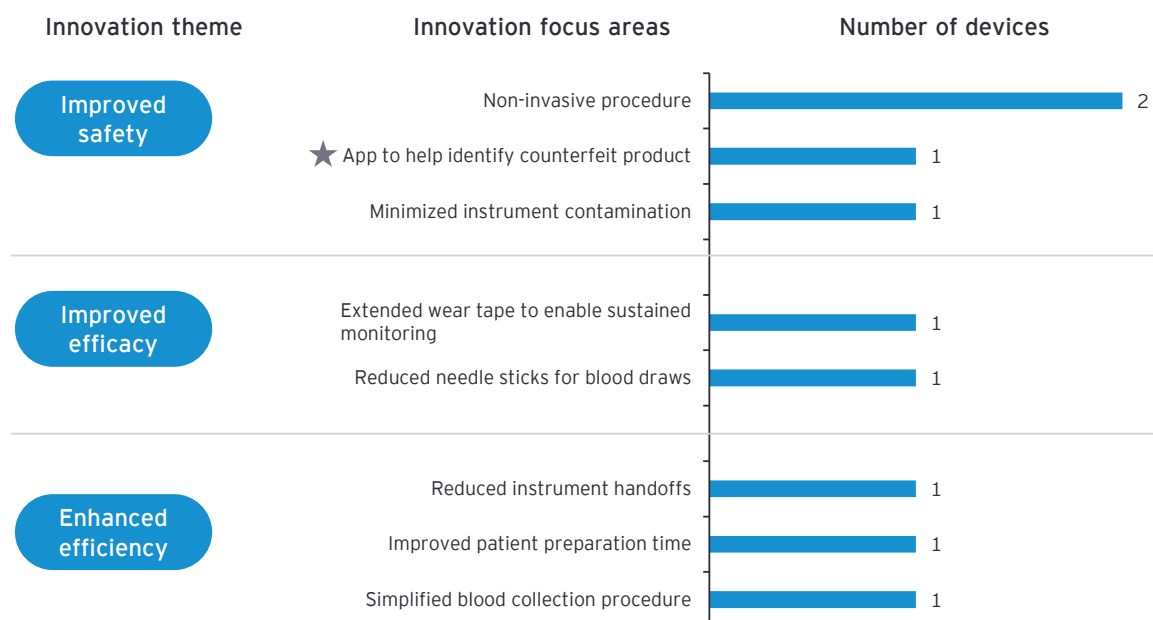 Innovation theme
Innovation focus areas
Number of devices
Improved
safety
Non-invasive procedure
2
App to help identify counterfeit product
1
Minimized instrument contamination
1
Improved
efficacy
Extended wear tape to enable sustained
monitoring
1
Reduced needle sticks for blood draws
1
Enhanced
efficiency
Reduced instrument handoffs
1
Improved patient preparation time
1
Simplified blood collection procedure
1